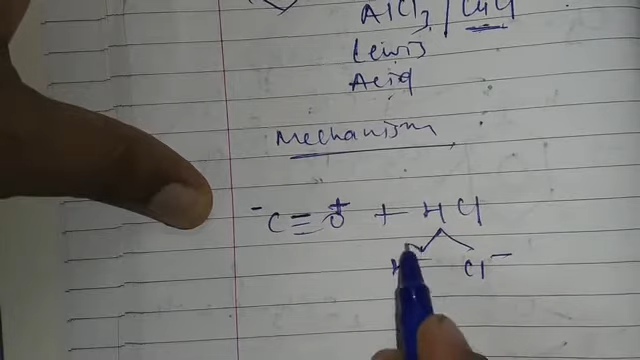 AlCl3 / CuCl
Lewis
Acid
Mechanism
⁻C≡O⁺ + HCl
H Cl⁻